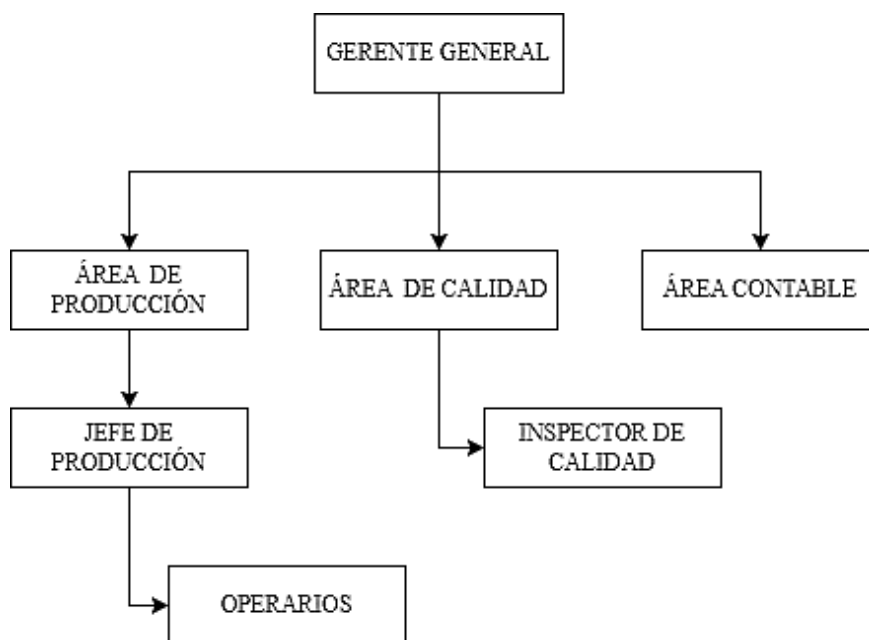 GERENTE GENERAL
ÁREA DE
PRODUCCIÓN
ÁREA DE CALIDAD
ÁREA CONTABLE
JEFE DE
PRODUCCIÓN
INSPECTOR DE
CALIDAD
OPERARIOS